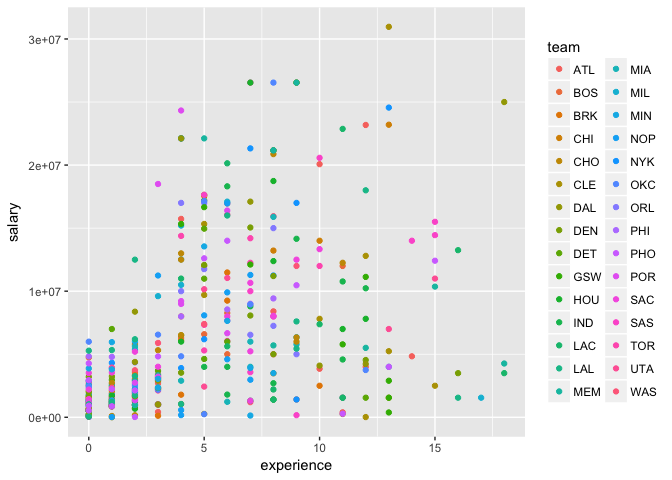 3e+07
2e+07
1e+07
0e+00
salary
0
5
10
15
experience
team
ATL
BOS
BRK
CHI
CHO
CLE
DAL
DEN
DET
GSW
HOU
IND
LAC
LAL
MEM
MIA
MIL
MIN
NOP
NYK
OKC
ORL
PHI
PHO
POR
SAC
SAS
TOR
UTA
WAS